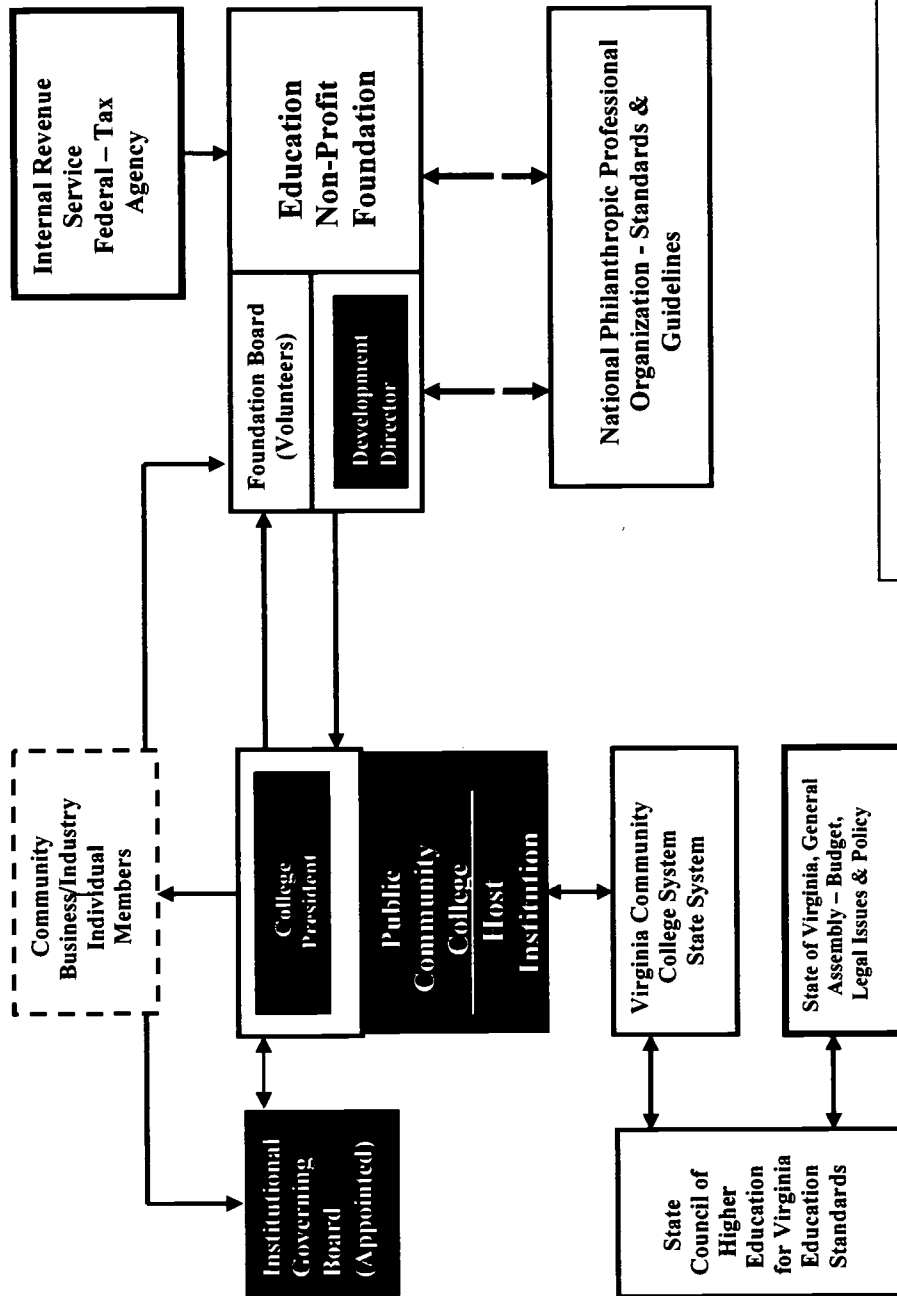 Community
Business/Industry
Individual
Members
Internal Revenue
Service
Federal – Tax
Agency
Institutional
Governing
Board
(Appointed)
College
President
Public
Community
College
Host
Institution
Foundation Board
(Volunteers)
Development
Director
Education
Non-Profit
Foundation
Virginia Community
College System
State System
National Philanthropic Professional
Organization - Standards &
Guidelines
State
Council of
Higher
Education
for Virginia
Education
Standards
State of Virginia, General
Assembly – Budget,
Legal Issues & Policy